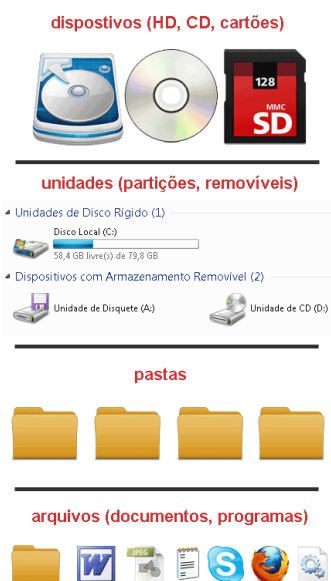 dispostivos (HD, CD, cartões)
128
MMC
SD
unidades (partições, removíveis)
Unidades de Disco Rígido (1)
Disco Local (C:)
58,4 GB livre(s) de 79,8 GB
Dispositivos com Armazenamento Removível (2)
Unidade de Disquete (A:)
Unidade de CD (D:)
pastas
arquivos (documentos, programas)
W
JPEG
S